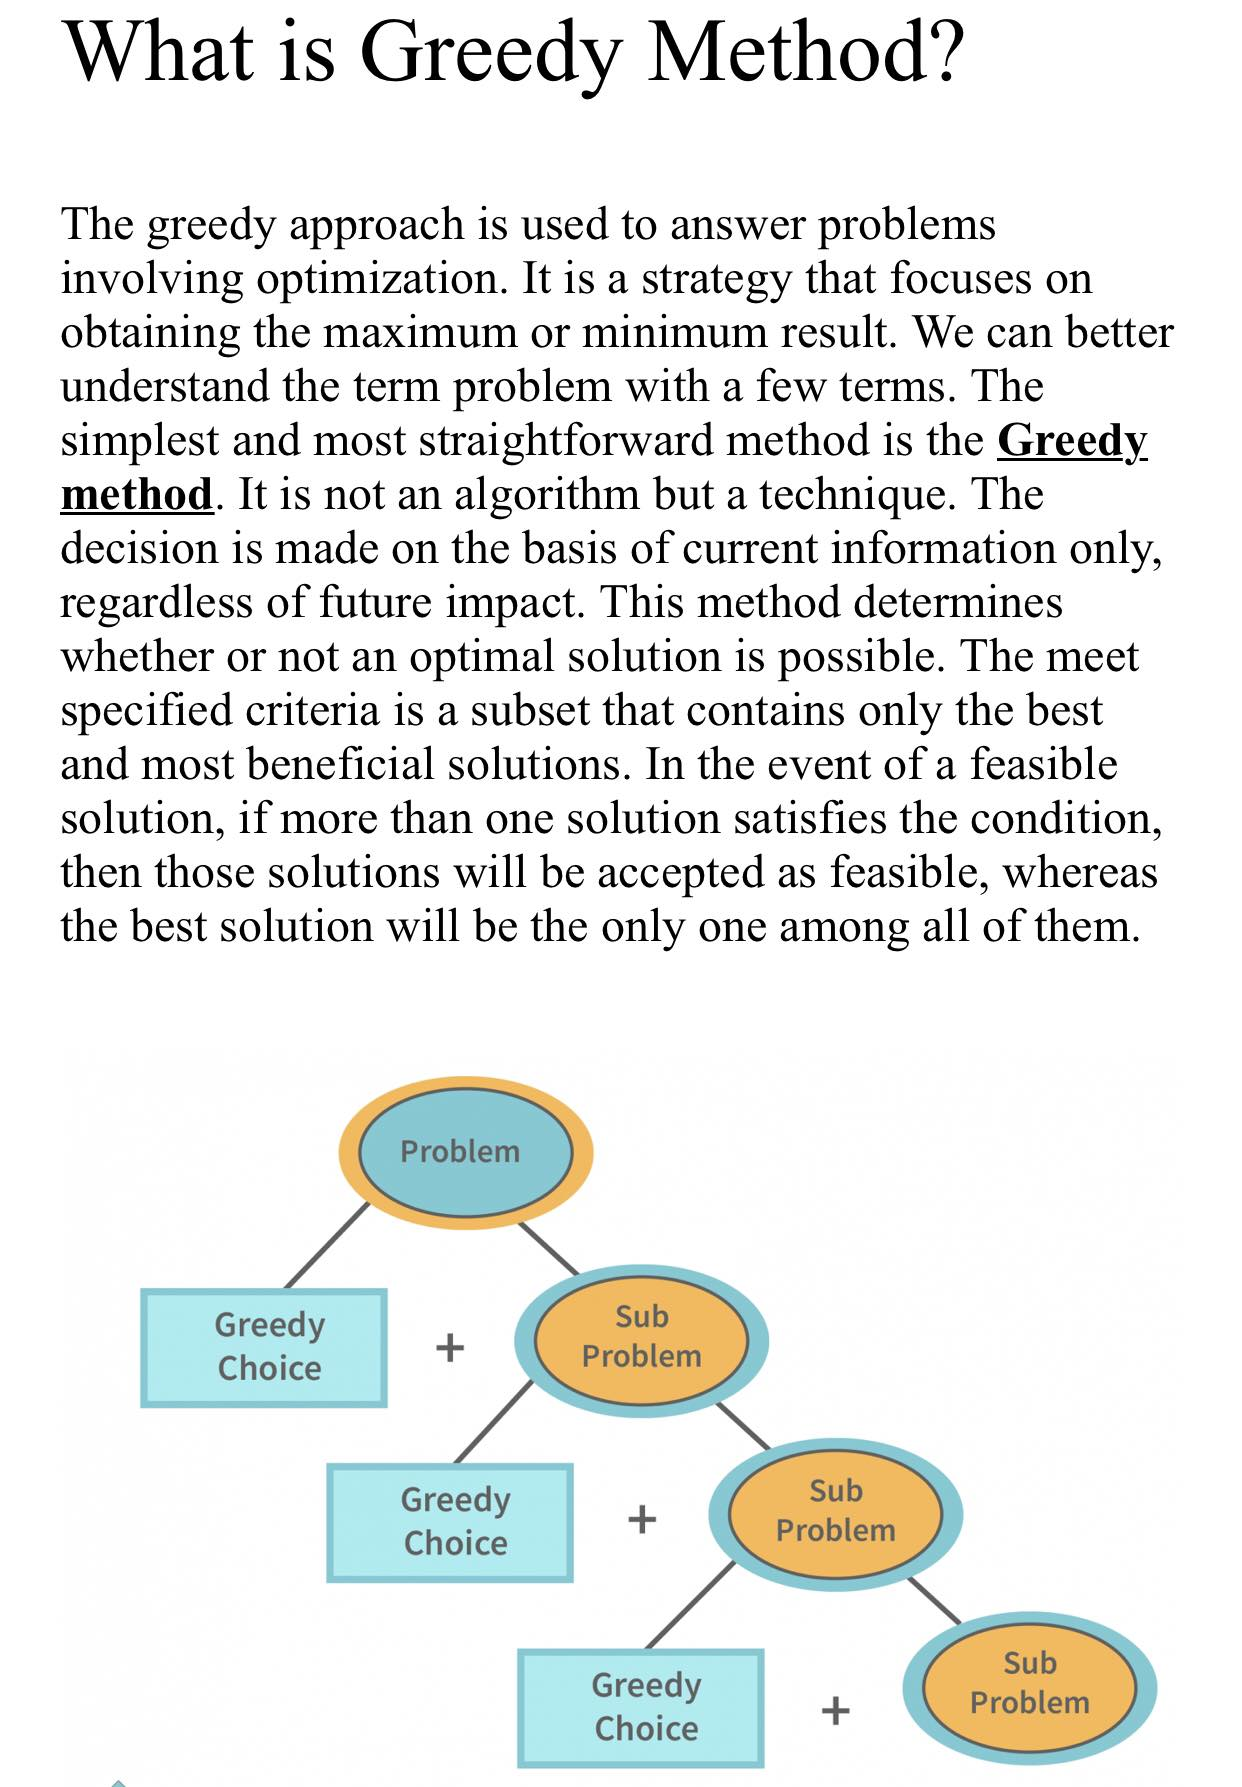 What is Greedy Method?
The greedy approach is used to answer problems
involving optimization. It is a strategy that focuses on
obtaining the maximum or minimum result. We can better
understand the term problem with a few terms. The
simplest and most straightforward method is the Greedy
method. It is not an algorithm but a technique. The
decision is made on the basis of current information only,
regardless of future impact. This method determines
whether or not an optimal solution is possible. The meet
specified criteria is a subset that contains only the best
and most beneficial solutions. In the event of a feasible
solution, if more than one solution satisfies the condition,
then those solutions will be accepted as feasible, whereas
the best solution will be the only one among all of them.
Problem
Greedy
Choice
+
Sub
Problem
Greedy
Choice
+
Sub
Problem
Greedy
Choice
+
Sub
Problem